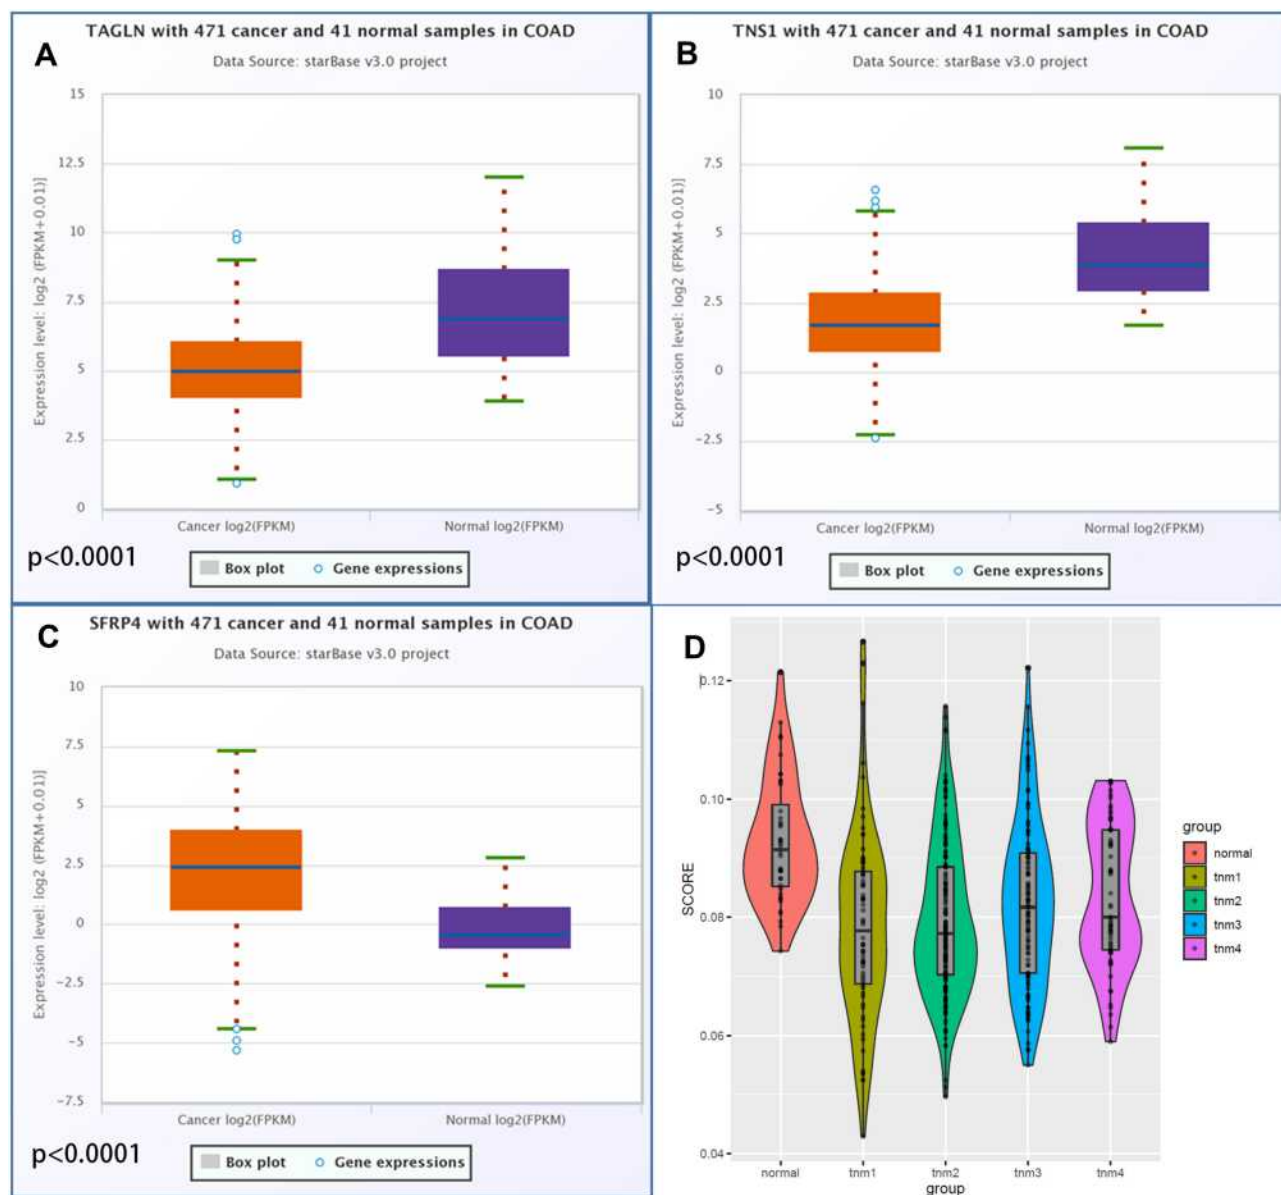 A
TAGLN with 471 cancer and 41 normal samples in COAD
Data Source: starBase v3.0 project
Expression level: log2 (FPKM+0.01)]
15
12.5
10
7.5
5
2.5
0
Cancer log2(FPKM)
Normal log2(FPKM)
p<0.0001
Box plot
Gene expressions
B
TNS1 with 471 cancer and 41 normal samples in COAD
Data Source: starBase v3.0 project
Expression level: log2 (FPKM+0.01)]
10
7.5
5
2.5
0
−2.5
−5
Cancer log2(FPKM)
Normal log2(FPKM)
p<0.0001
Box plot
Gene expressions
C
SFRP4 with 471 cancer and 41 normal samples in COAD
Data Source: starBase v3.0 project
Expression level: log2 (FPKM+0.01)]
10
7.5
5
2.5
0
−2.5
−5
−7.5
Cancer log2(FPKM)
Normal log2(FPKM)
p<0.0001
Box plot
Gene expressions
D
SCORE
0.12
0.10
0.08
0.06
0.04
normal
tnm1
tnm2
tnm3
tnm4
group
group
normal
tnm1
tnm2
tnm3
tnm4